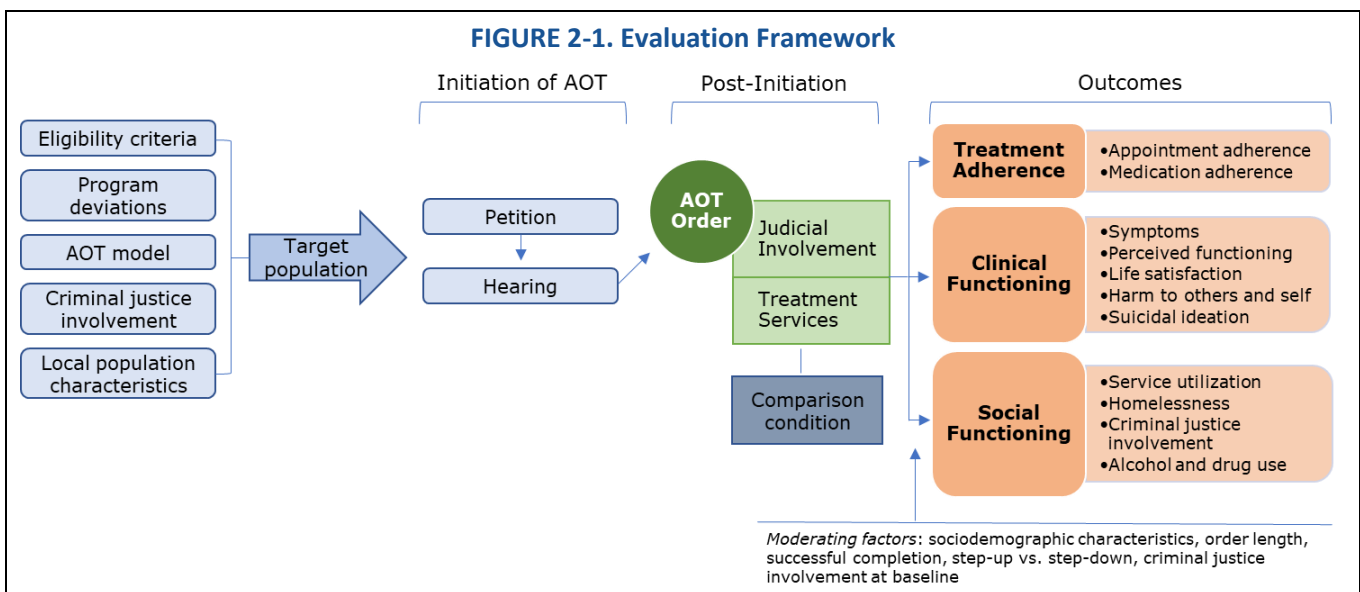 FIGURE 2-1. Evaluation Framework
Initiation of AOT
Post-Initiation
Outcomes
Eligibility criteria
Program
deviations
AOT model
Criminal justice
involvement
Local population
characteristics
Target
population
Petition
Hearing
AOT
Order
Judicial
Involvement
Treatment
Services
Comparison
condition
Treatment
Adherence
•Appointment adherence
•Medication adherence
Clinical
Functioning
•Symptoms
•Perceived functioning
•Life satisfaction
•Harm to others and self
•Suicidal ideation
Social
Functioning
•Service utilization
•Homelessness
•Criminal justice
involvement
•Alcohol and drug use
Moderating factors: sociodemographic characteristics, order length,
successful completion, step-up vs. step-down, criminal justice
involvement at baseline